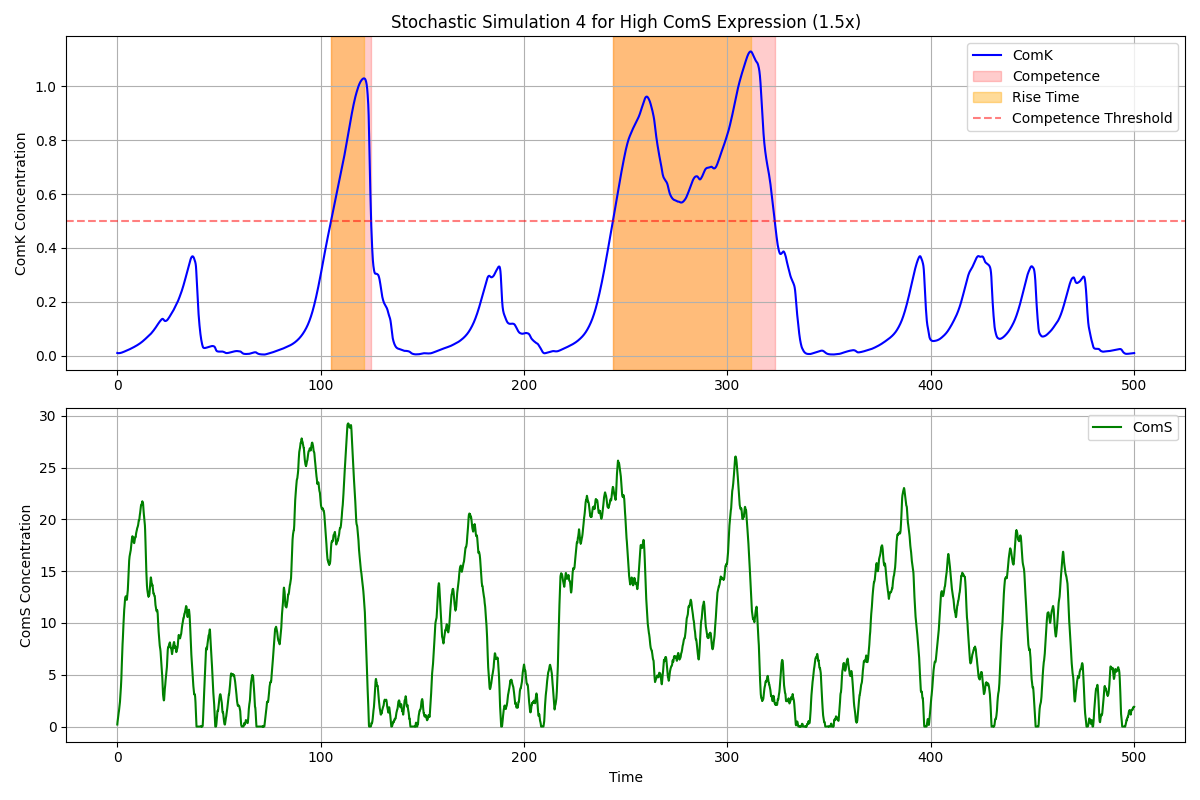 Stochastic Simulation 4 for High ComS Expression (1.5x)
ComK Concentration
1.0
0.8
0.6
0.4
0.2
0.0
ComK
Competence
Rise Time
Competence Threshold
0 100 200 300 400 500
ComS Concentration
30
25
20
15
10
5
0
ComS
0 100 200 300 400 500
Time